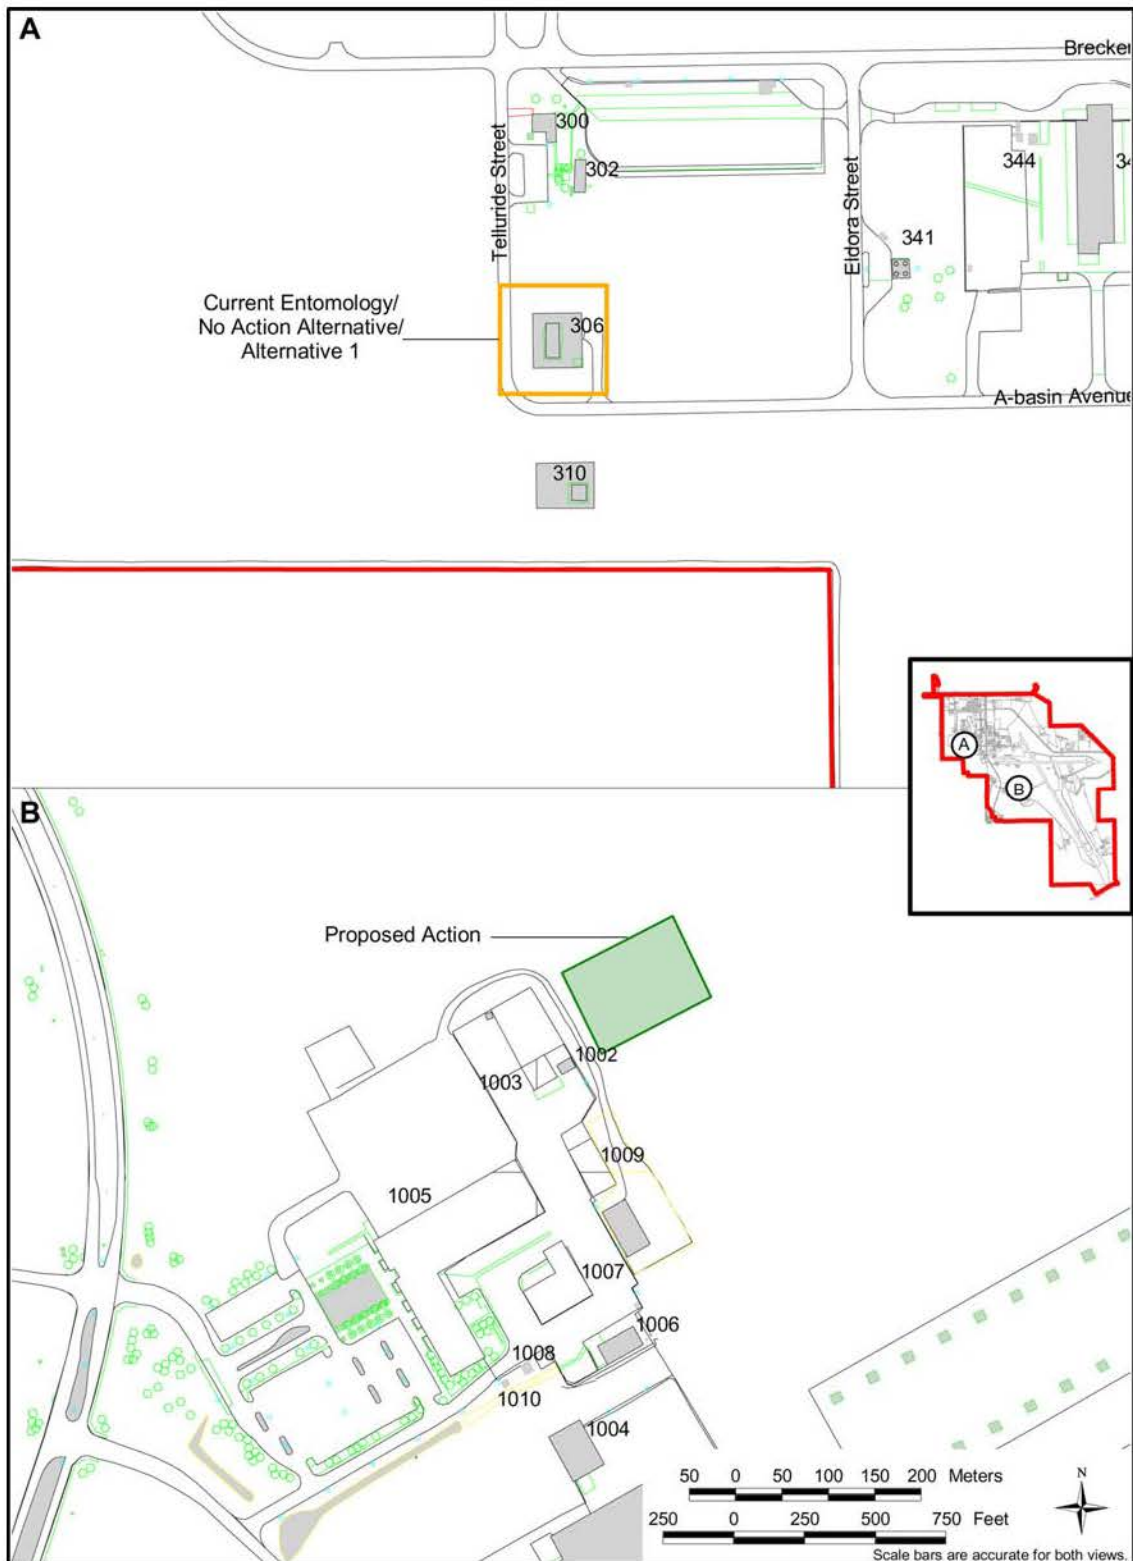 A
Brecker
300
302
344
34
Telluride Street
Eldora Street
341
Current Entomology/
No Action Alternative/
Alternative 1
306
A-basin Avenue
310
A
B
B
Proposed Action
1002
1003
1009
1005
1007
1006
1008
1010
1004
50 0 50 100 150 200 Meters
N
250 0 250 500 750 Feet
Scale bars are accurate for both views.